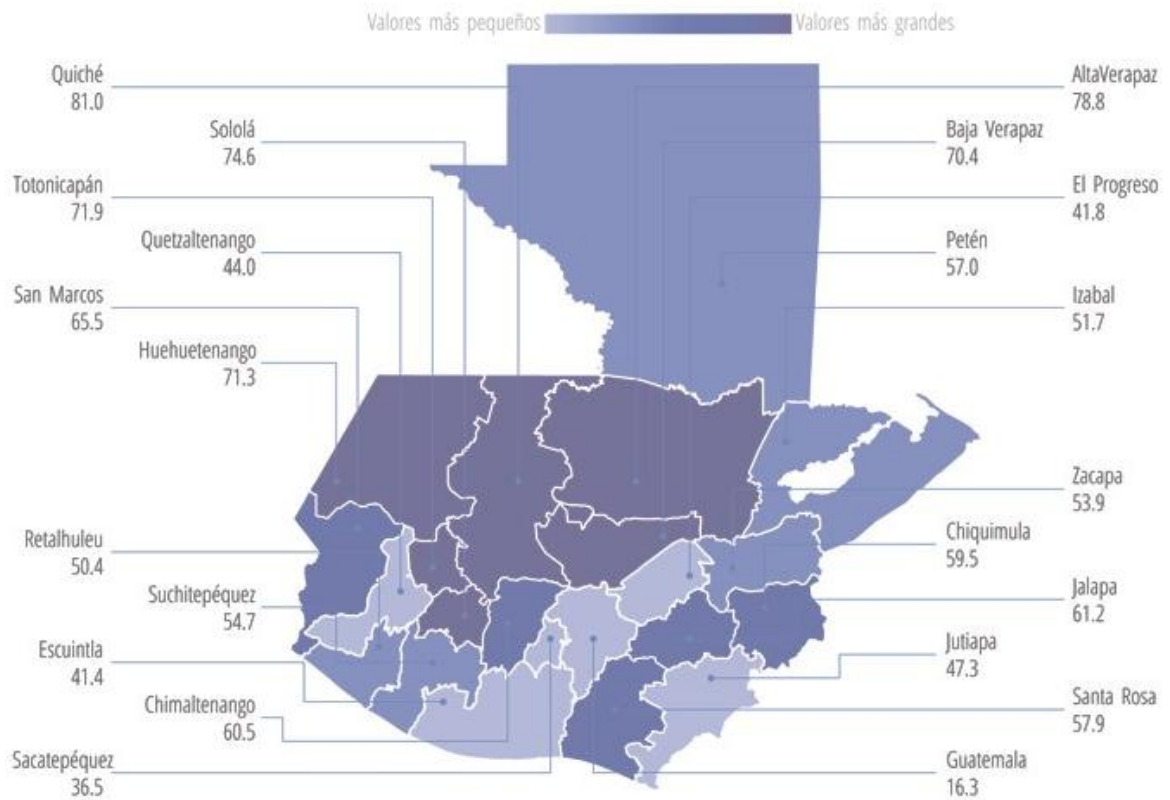 Valores más pequeños
Valores más grandes
Quiché
81.0
Sololá
74.6
Totonicapán
71.9
Quetzaltenango
44.0
San Marcos
65.5
Huehuetenango
71.3
Retalhuleu
50.4
Suchitepéquez
54.7
Escuintla
41.4
Chimaltenango
60.5
Sacatepéquez
36.5
AltaVerapaz
78.8
Baja Verapaz
70.4
El Progreso
41.8
Petén
57.0
Izabal
51.7
Zacapa
53.9
Chiquimula
59.5
Jalapa
61.2
Jutiapa
47.3
Santa Rosa
57.9
Guatemala
16.3